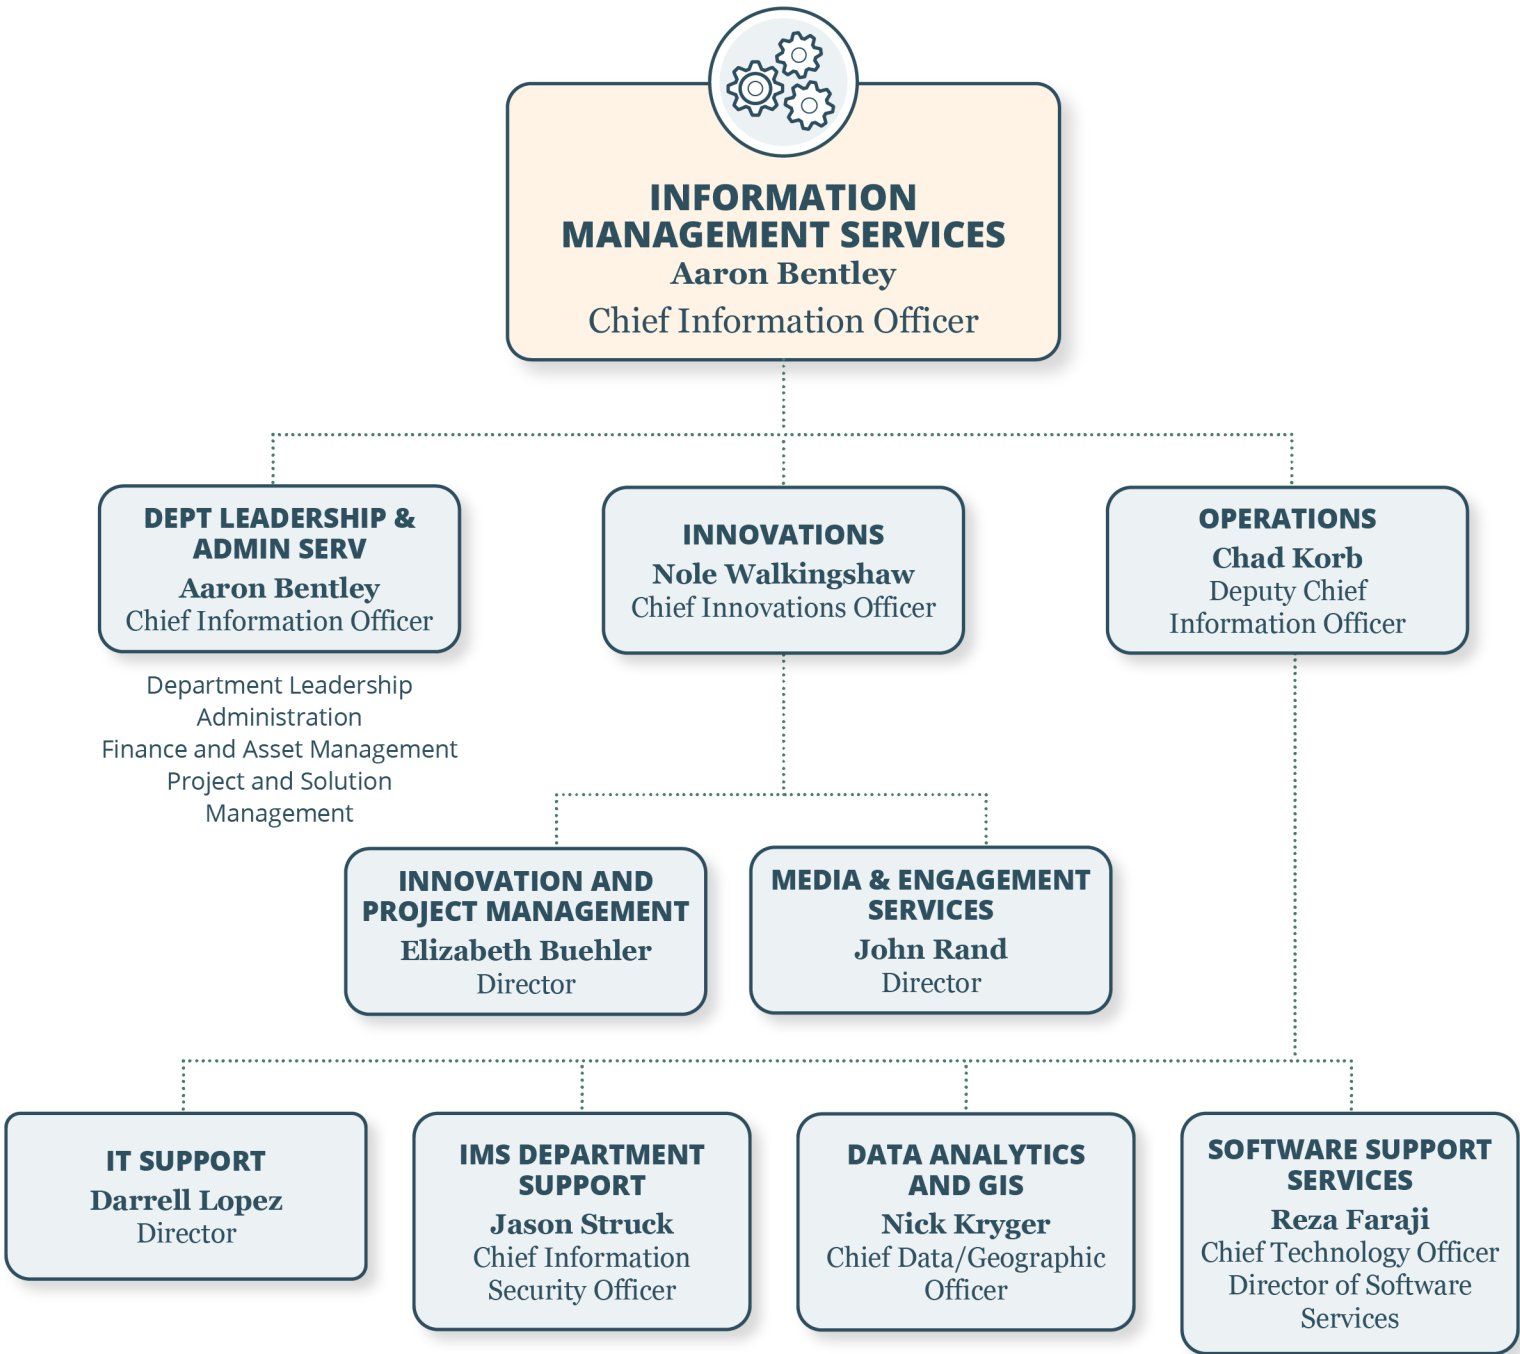 INFORMATION
MANAGEMENT SERVICES
Aaron Bentley
Chief Information Officer
DEPT LEADERSHIP &
ADMIN SERV
Aaron Bentley
Chief Information Officer
Department Leadership
Administration
Finance and Asset Management
Project and Solution
Management
INNOVATIONS
Nole Walkingshaw
Chief Innovations Officer
OPERATIONS
Chad Korb
Deputy Chief
Information Officer
INNOVATION AND
PROJECT MANAGEMENT
Elizabeth Buehler
Director
MEDIA & ENGAGEMENT
SERVICES
John Rand
Director
IT SUPPORT
Darrell Lopez
Director
IMS DEPARTMENT
SUPPORT
Jason Struck
Chief Information
Security Officer
DATA ANALYTICS
AND GIS
Nick Kryger
Chief Data/Geographic
Officer
SOFTWARE SUPPORT
SERVICES
Reza Faraji
Chief Technology Officer
Director of Software
Services